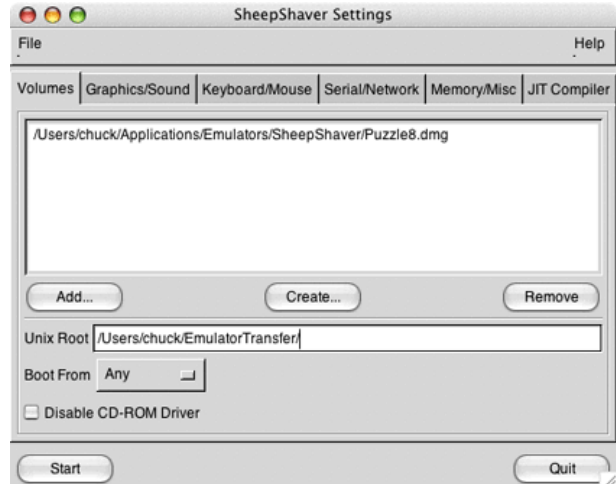 SheepShaver Settings
File Help
Volumes Graphics/Sound Keyboard/Mouse Serial/Network Memory/Misc JIT Compiler
/Users/chuck/Applications/Emulators/SheepShaver/Puzzle8.dmg
Add... Create... Remove
Unix Root /Users/chuck/EmulatorTransfer/
Boot From Any
Disable CD-ROM Driver
Start Quit